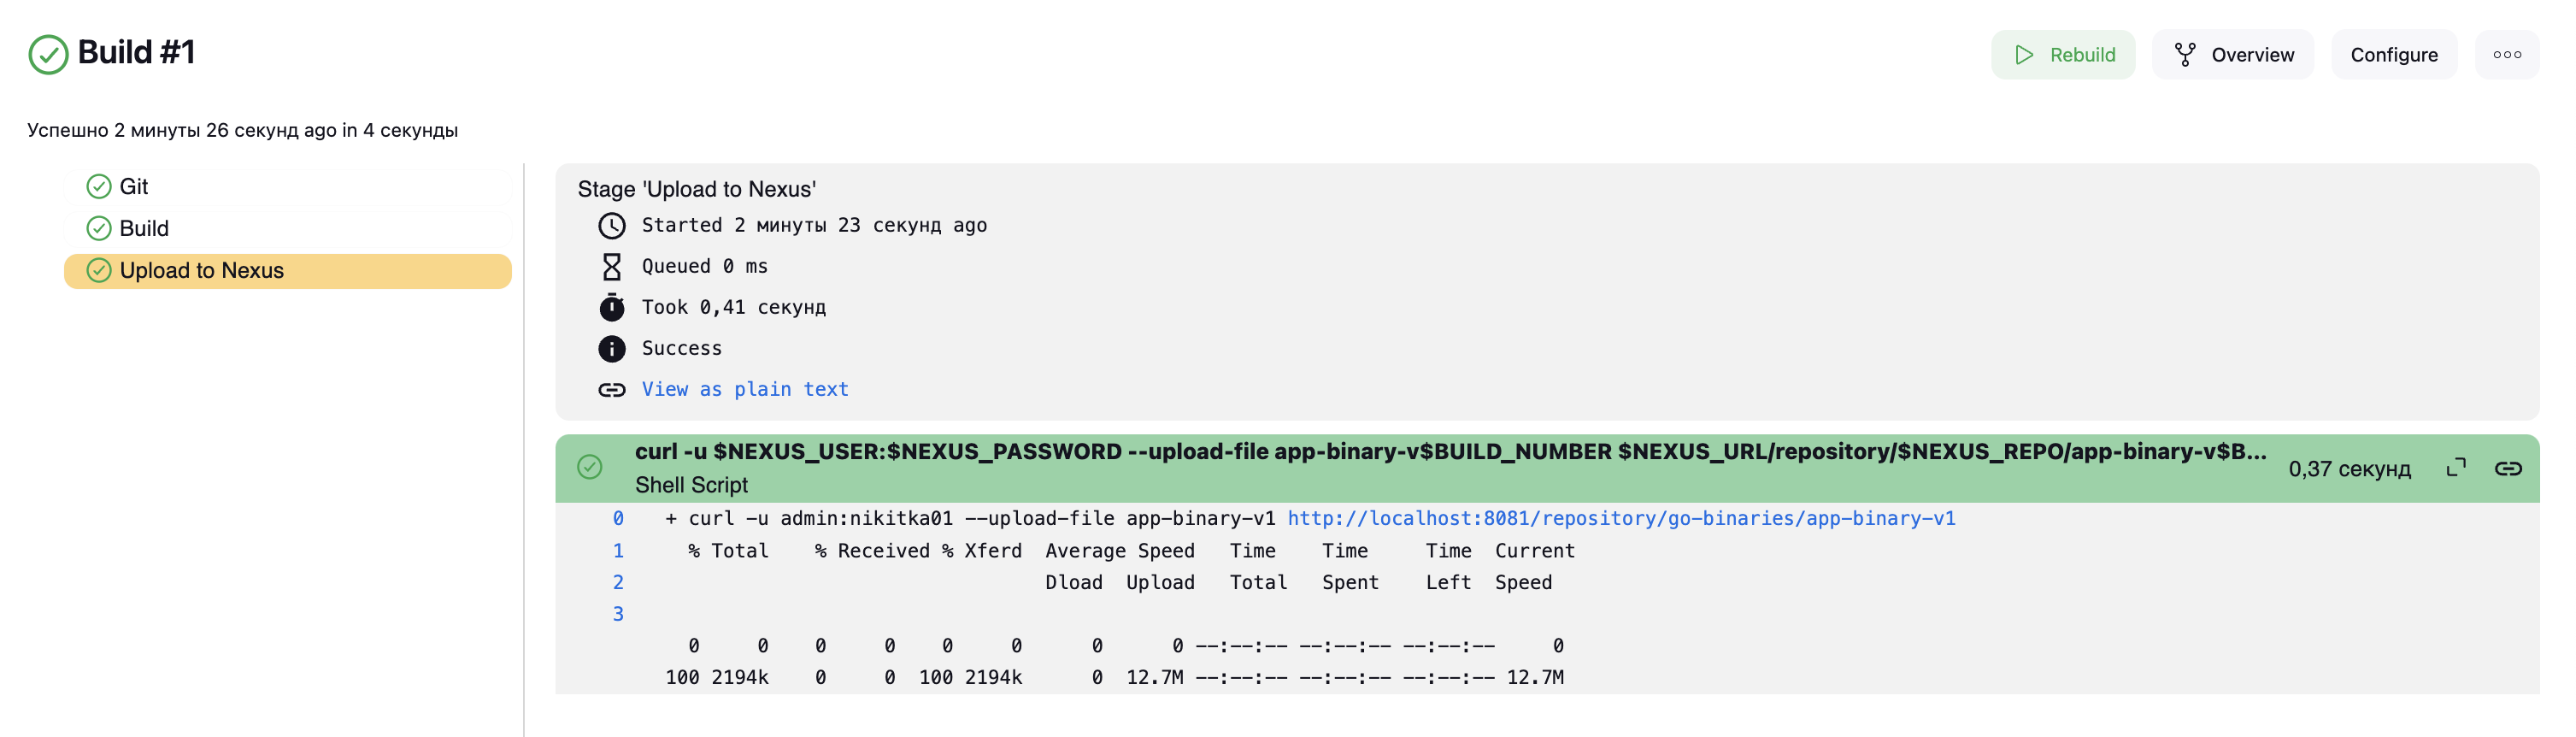 Build #1
Rebuild
Overview
Configure
Успешно 2 минуты 26 секунд ago in 4 секунды
Git
Build
Upload to Nexus
Stage 'Upload to Nexus'
Started 2 минуты 23 секунд ago
Queued 0 ms
Took 0,41 секунд
Success
View as plain text
curl -u $NEXUS_USER:$NEXUS_PASSWORD --upload-file app-binary-v$BUILD_NUMBER $NEXUS_URL/repository/$NEXUS_REPO/app-binary-v$B...
Shell Script
0,37 секунд
0 + curl -u admin:nikitka01 --upload-file app-binary-v1 http://localhost:8081/repository/go-binaries/app-binary-v1
1 % Total % Received % Xferd Average Speed Time Time Time Current
2 Dload Upload Total Spent Left Speed
3
0 0 0 0 0 0 0 0 --:--:-- --:--:-- --:--:-- 0
100 2194k 0 0 100 2194k 0 12.7M --:--:-- --:--:-- --:--:-- 12.7M